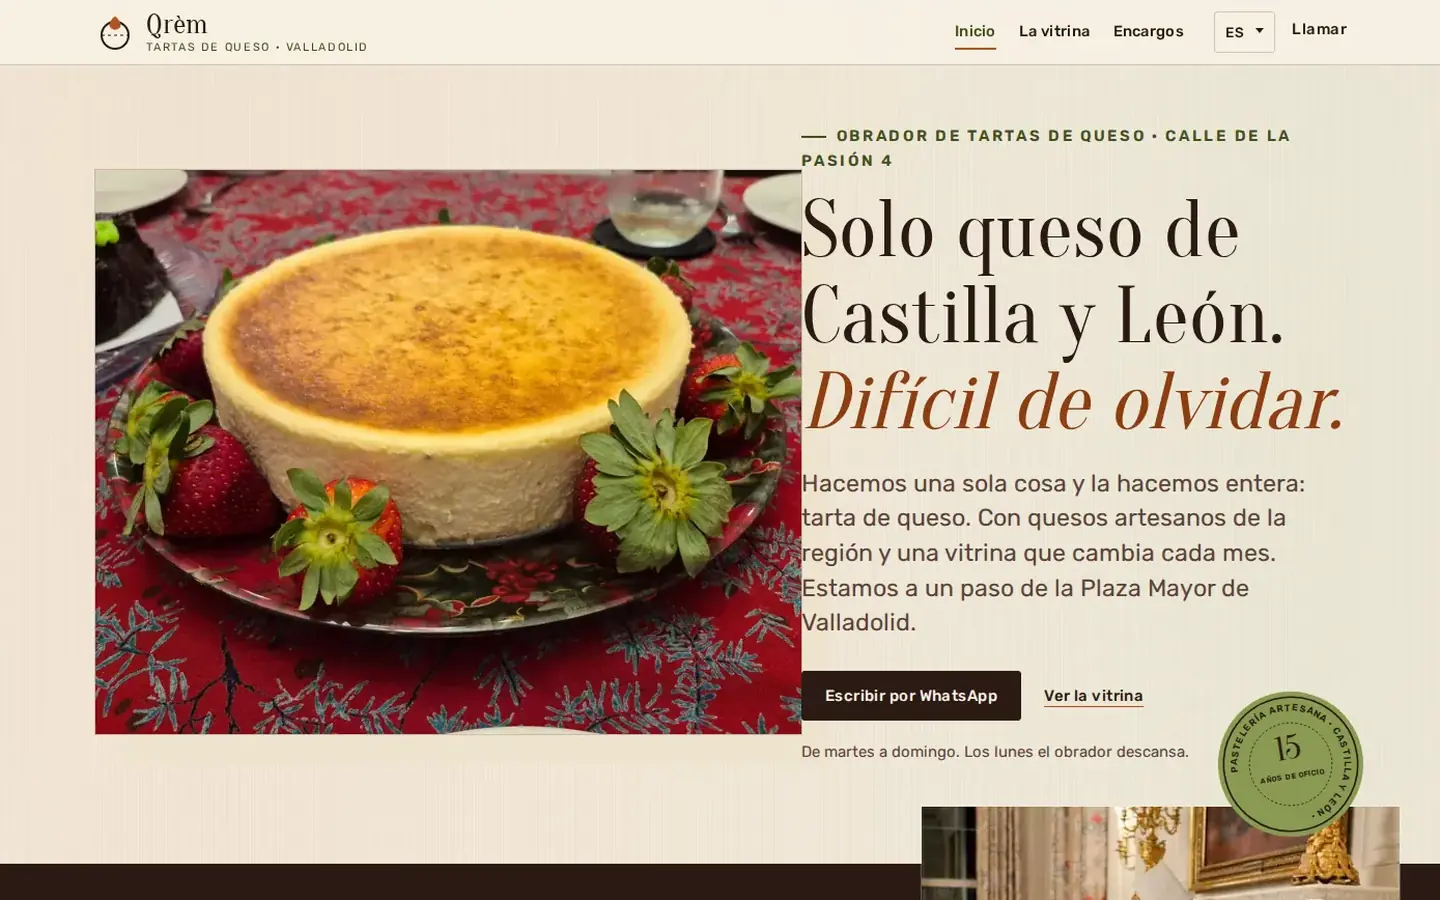 Qrèm
TARTAS DE QUESO • VALLADOLID
Inicio
La vitrina
Encargos
ES
Llamar
OBRADOR DE TARTAS DE QUESO • CALLE DE LA
PASIÓN 4
Solo queso de
Castilla y León.
Difícil de olvidar.
Hacemos una sola cosa y la hacemos entera:
tarta de queso. Con quesos artesanos de la
región y una vitrina que cambia cada mes.
Estamos a un paso de la Plaza Mayor de
Valladolid.
Escribir por WhatsApp
Ver la vitrina
De martes a domingo. Los lunes el obrador descansa.
PASTELERÍA ARTESANA • CASTILLA Y LEÓN •
15
AÑOS DE OFICIO